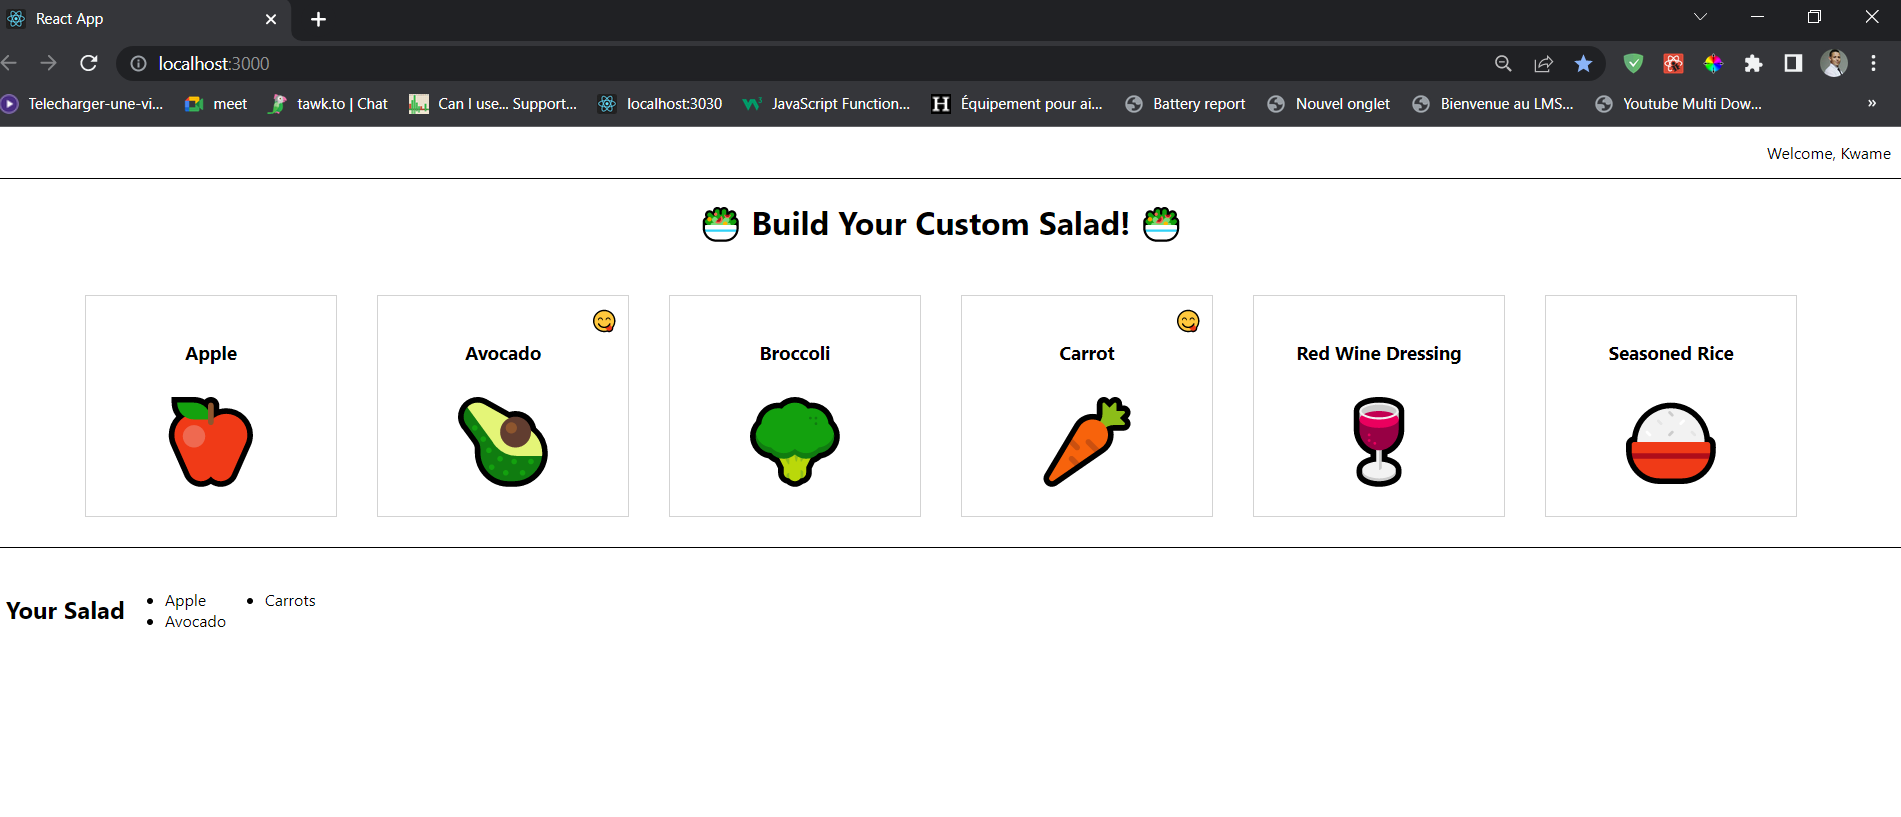 React App
localhost:3000
Telecharger-une-vi...
meet
tawk.to | Chat
Can I use... Support...
localhost:3030
JavaScript Function...
Équipement pour ai...
Battery report
Nouvel onglet
Bienvenue au LMS...
Youtube Multi Dow...
»
Welcome, Kwame
Build Your Custom Salad!
Apple
Avocado
Broccoli
Carrot
Red Wine Dressing
Seasoned Rice
Your Salad
Apple
Avocado
Carrots